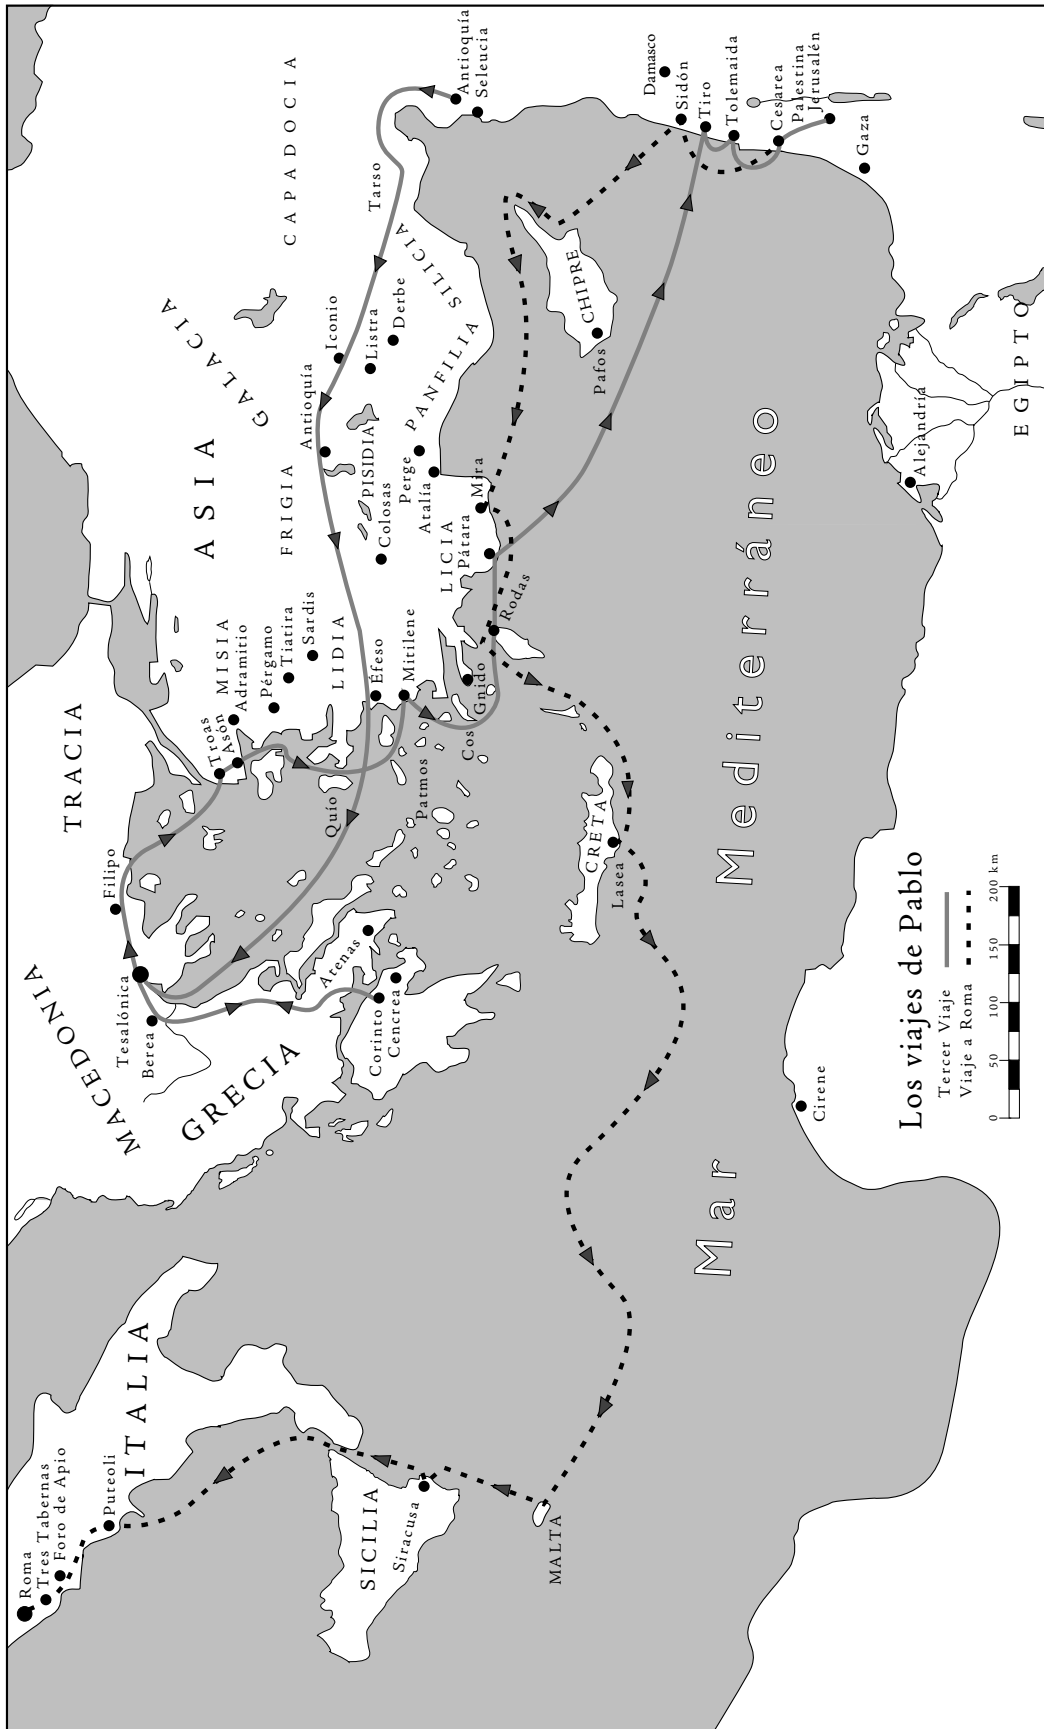 Roma
Tres Tabernas
Foro de Apio
Puteoli
ITALIA
SICILIA
Siracusa
MALTA
MACEDONIA
GRECIA
Tesalónica
Berea
Filipo
TRACIA
Atenas
Corinto
Cencrea
Troas
Asón
MISIA
Adramitio
Pérgamo
Tiatira
Sardis
LIDIA
Éfeso
Mitilene
Quío
Patmos
Cos
Gnido
Rodas
CRETA
Lasea
ASIA
FRIGIA
GALACIA
CAPADOCIA
Antioquía
Iconio
Listra
Derbe
PISIDIA
Colosas
PANFILIA
Perge
Atalía
LICIA
Pátara
Mira
SILICIA
Tarso
Antioquía
Seleucia
CHIPRE
Pafos
Damasco
Sidón
Tiro
Tolemaida
Cesarea
Palestina
Jerusalén
Gaza
EGIPTO
Alejandría
Cirene
Mar Mediterráneo
Los viajes de Pablo
Tercer Viaje
Viaje a Roma
0 50 100 150 200 km